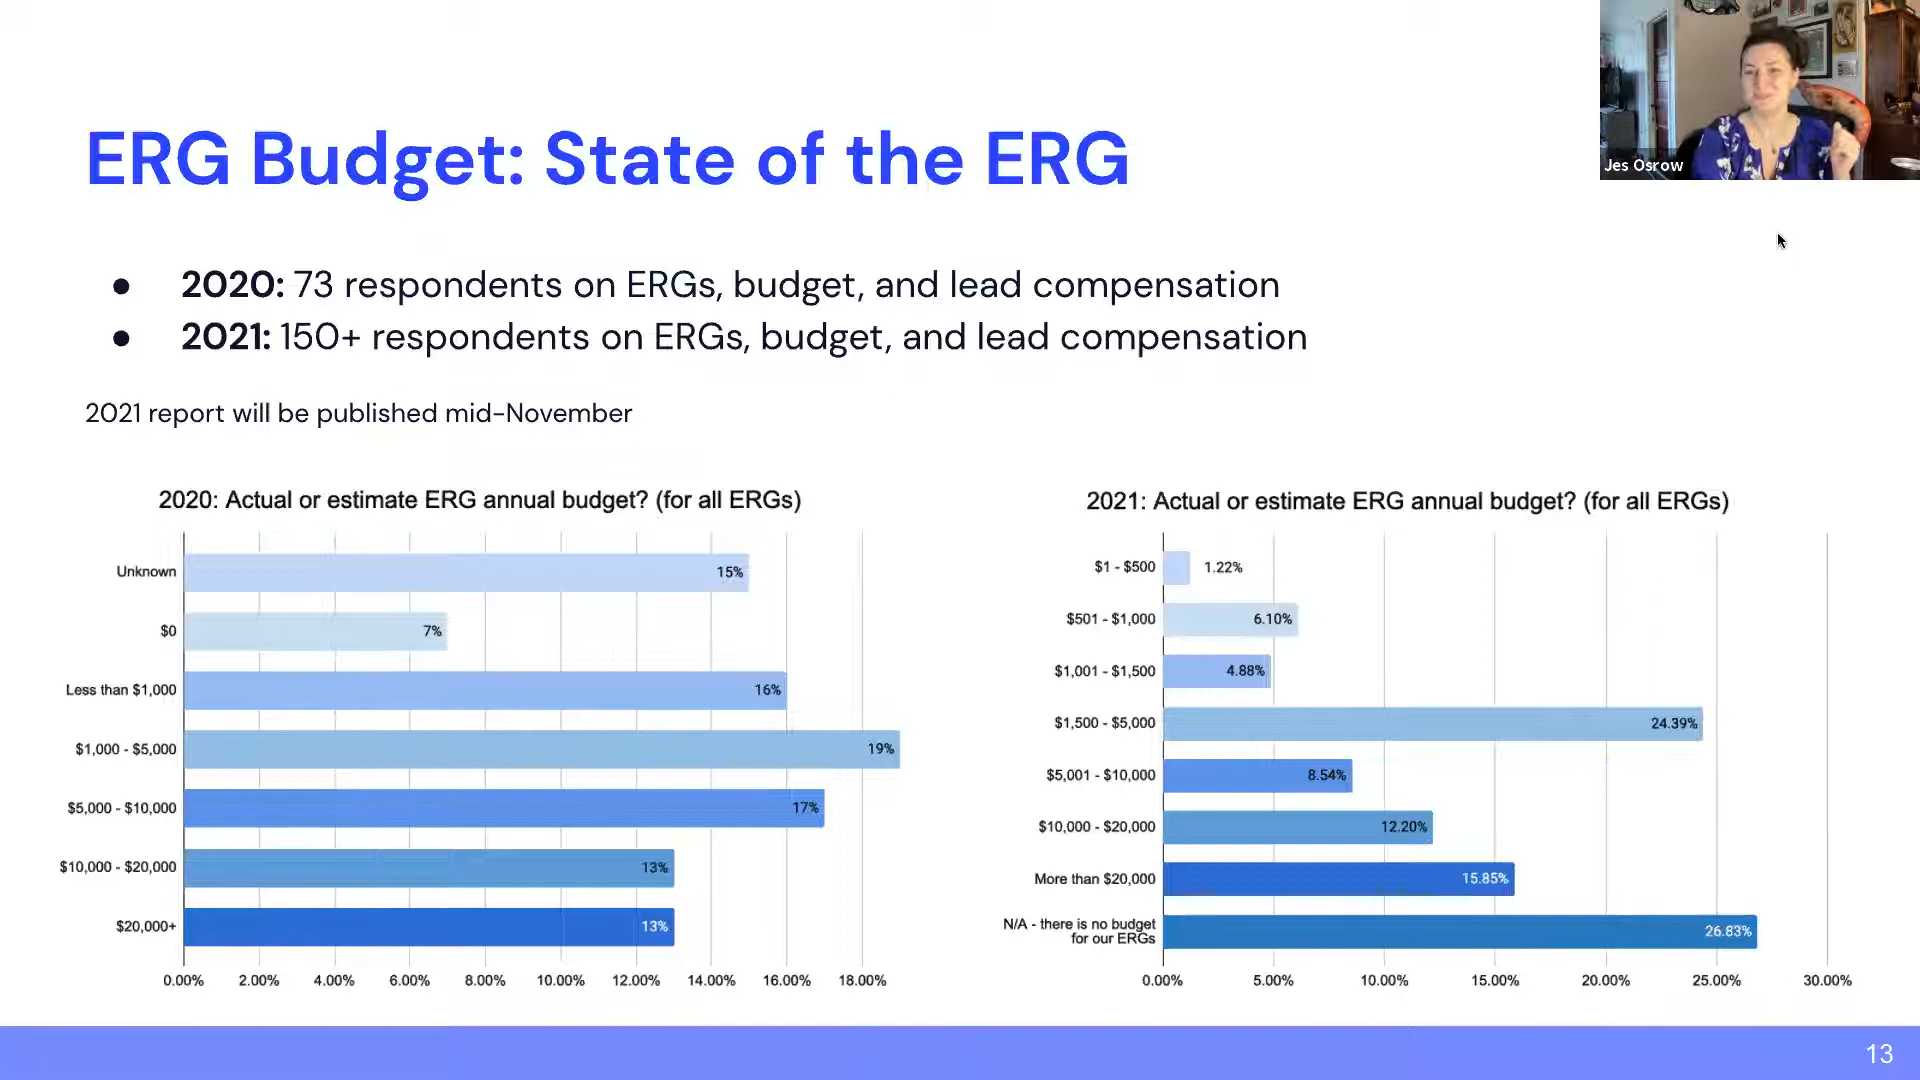 ERG Budget: State of the ERG
Jes Osrow
● 2020: 73 respondents on ERGs, budget, and lead compensation
● 2021: 150+ respondents on ERGs, budget, and lead compensation
2021 report will be published mid-November
2020: Actual or estimate ERG annual budget? (for all ERGs)
Unknown 15%
$0 7%
Less than $1,000 16%
$1,000 - $5,000 19%
$5,000 - $10,000 17%
$10,000 - $20,000 13%
$20,000+ 13%
0.00% 2.00% 4.00% 6.00% 8.00% 10.00% 12.00% 14.00% 16.00% 18.00%
2021: Actual or estimate ERG annual budget? (for all ERGs)
$1 - $500 1.22%
$501 - $1,000 6.10%
$1,001 - $1,500 4.88%
$1,500 - $5,000 24.39%
$5,001 - $10,000 8.54%
$10,000 - $20,000 12.20%
More than $20,000 15.85%
N/A - there is no budget
for our ERGs 26.83%
0.00% 5.00% 10.00% 15.00% 20.00% 25.00% 30.00%
13